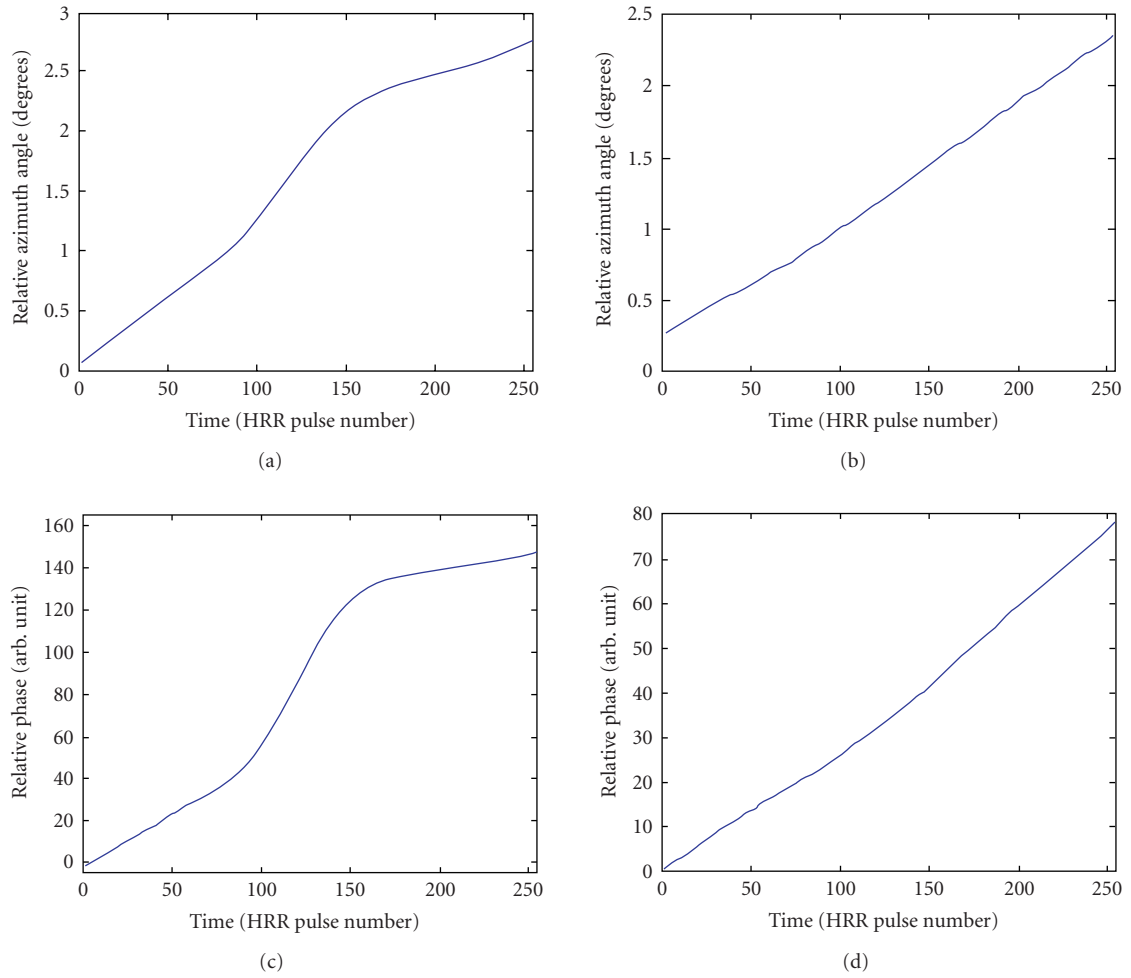 3
2.5
2
1.5
1
0.5
0
0 50 100 150 200 250
Relative azimuth angle (degrees)
Time (HRR pulse number)
(a)
2.5
2
1.5
1
0.5
0
0 50 100 150 200 250
Relative azimuth angle (degrees)
Time (HRR pulse number)
(b)
160
140
120
100
80
60
40
20
0
0 50 100 150 200 250
Relative phase (arb. unit)
Time (HRR pulse number)
(c)
80
70
60
50
40
30
20
10
0
0 50 100 150 200 250
Relative phase (arb. unit)
Time (HRR pulse number)
(d)